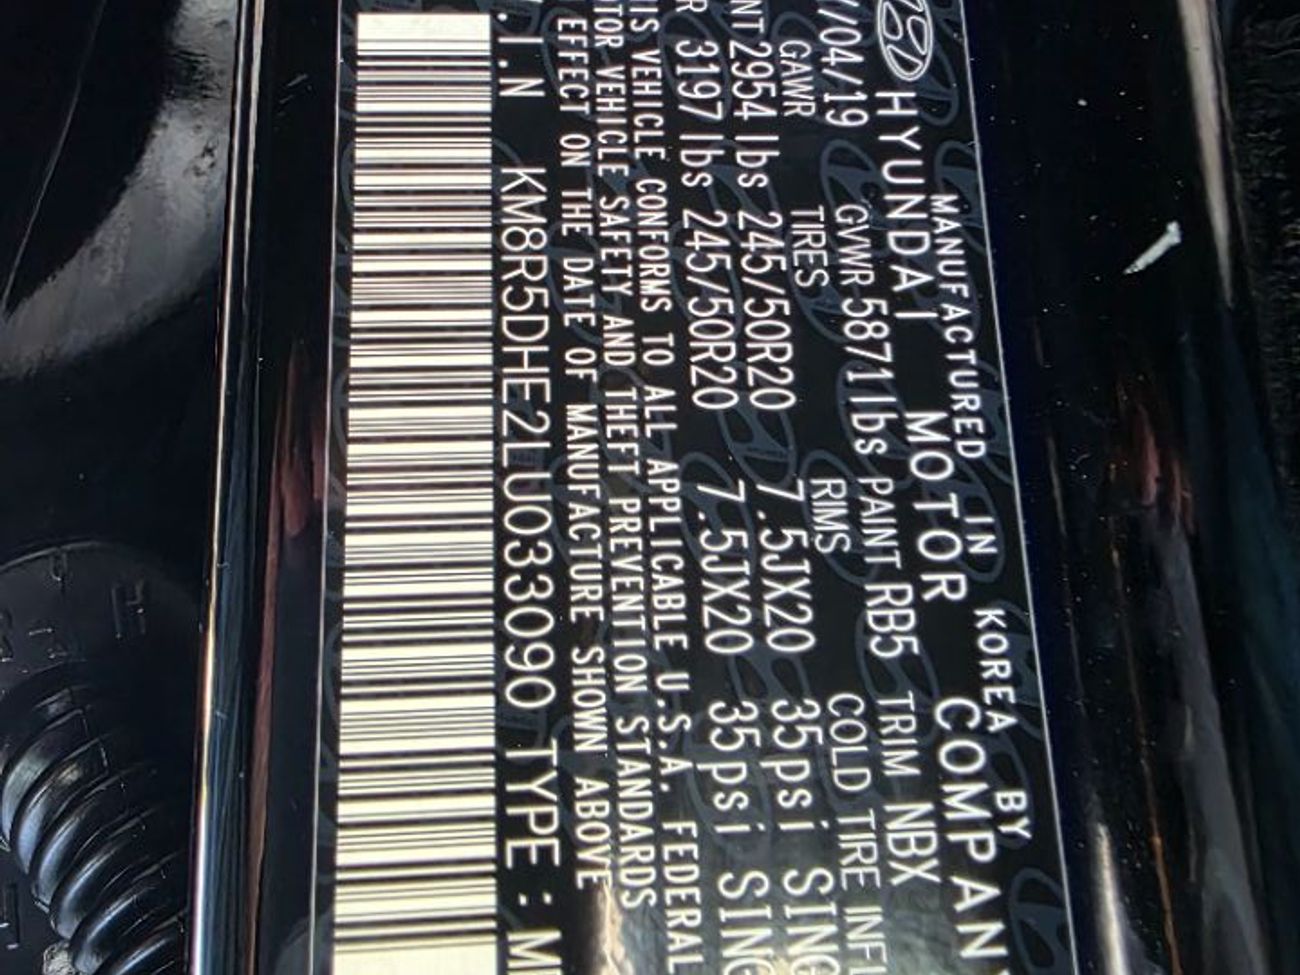 MANUFACTURED IN KOREA BY
HYUNDAI MOTOR COMPANY
/04/19 GVWR 5871lbs PAINT RB5 TRIM NBX
GAWR TIRES RIMS COLD TIRE INFL
NT 2954 lbs 245/50R20 7.5JX20 35psi SING
R 3197 lbs 245/50R20 7.5JX20 35psi SING
IS VEHICLE CONFORMS TO ALL APPLICABLE U.S.A. FEDERAL
TOR VEHICLE SAFETY AND THEFT PREVENTION STANDARDS
EFFECT ON THE DATE OF MANUFACTURE SHOWN ABOVE
.I.N KM8R5DHE2LU033090 TYPE : M